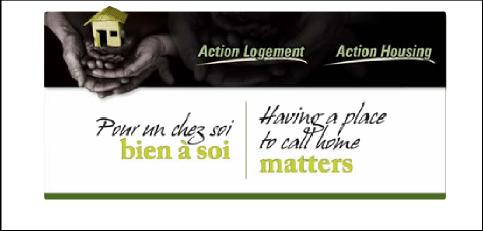 Action Logement
Action Housing
Pour un chez soi
bien à soi
Having a place
to call home
matters